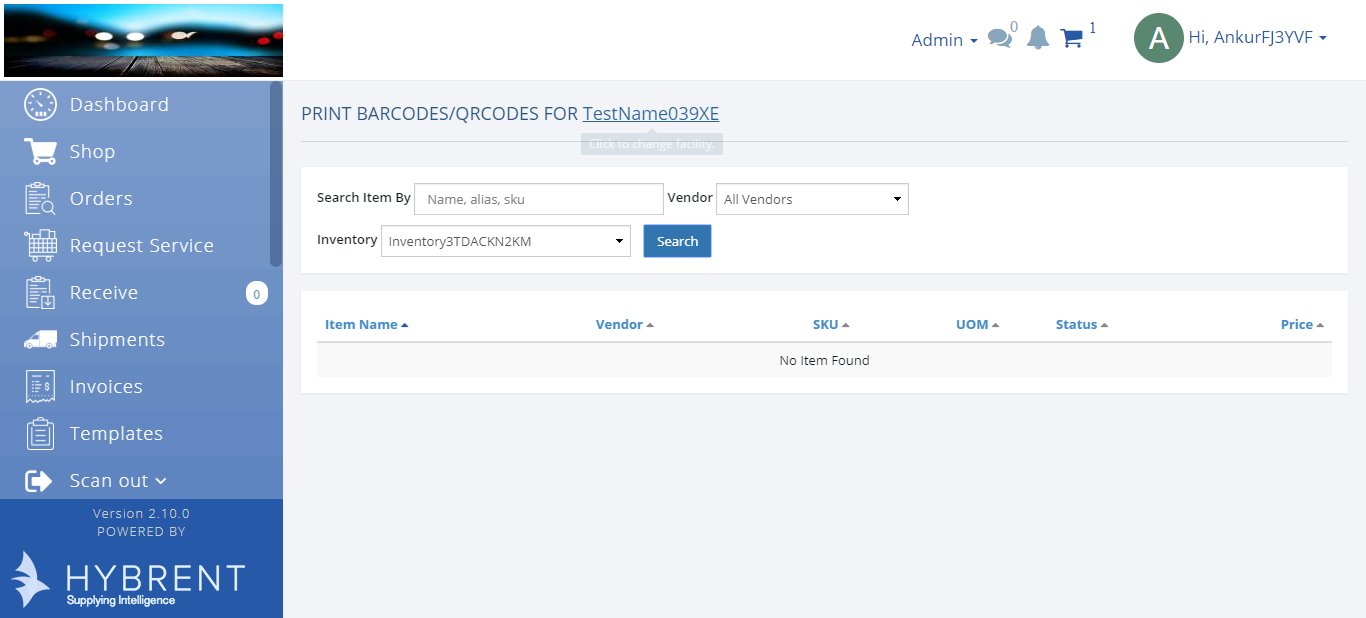 Admin
0
1
A
Hi, AnkurFJ3YVF
Dashboard
Shop
Orders
Request Service
Receive
0
Shipments
Invoices
Templates
Scan out
Version 2.10.0
POWERED BY
HYBRENT
Supplying Intelligence
PRINT BARCODES/QRCODES FOR TestName039XE
Click to change facility.
Search Item By Name, alias, sku Vendor All Vendors
Inventory Inventory3TDACKN2KM Search
Item Name Vendor SKU UOM Status Price
No Item Found